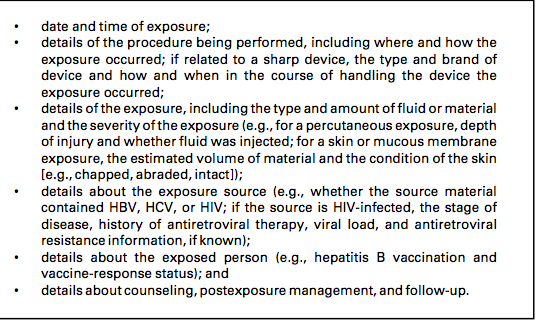 • date and time of exposure;
• details of the procedure being performed, including where and how the
exposure occurred; if related to a sharp device, the type and brand of
device and how and when in the course of handling the device the
exposure occurred;
• details of the exposure, including the type and amount of fluid or material
and the severity of the exposure (e.g., for a percutaneous exposure, depth
of injury and whether fluid was injected; for a skin or mucous membrane
exposure, the estimated volume of material and the condition of the skin
[e.g., chapped, abraded, intact]);
• details about the exposure source (e.g., whether the source material
contained HBV, HCV, or HIV; if the source is HIV-infected, the stage of
disease, history of antiretroviral therapy, viral load, and antiretroviral
resistance information, if known);
• details about the exposed person (e.g., hepatitis B vaccination and
vaccine-response status); and
• details about counseling, postexposure management, and follow-up.